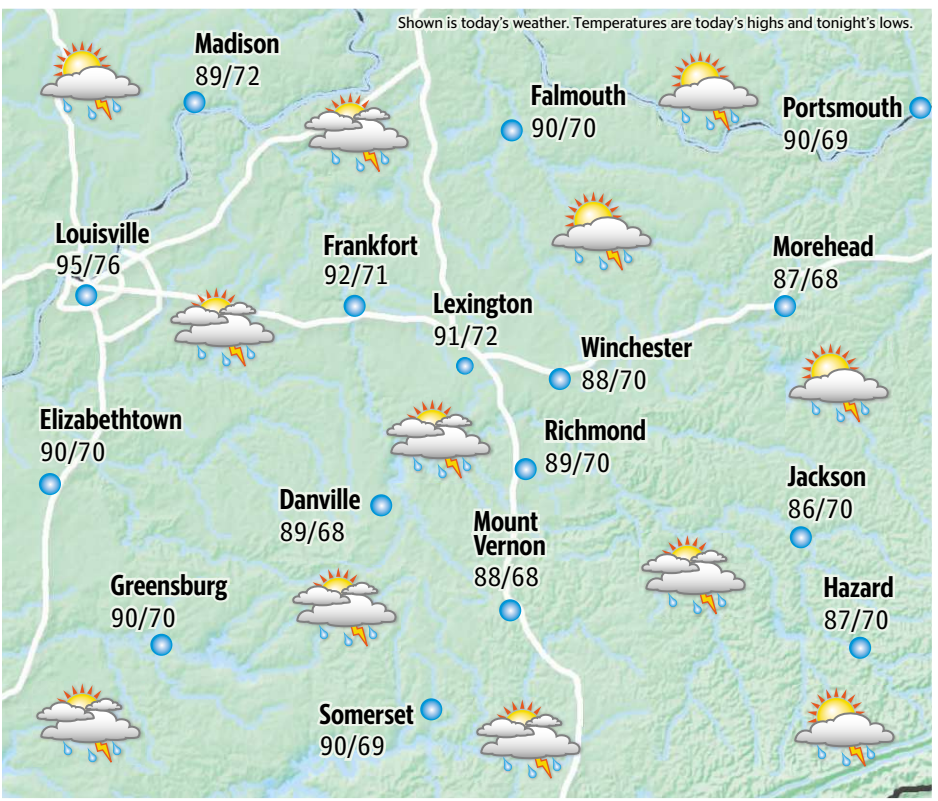 Shown is today's weather. Temperatures are today's highs and tonight's lows.
Madison
89/72
Falmouth
90/70
Portsmouth
90/69
Louisville
95/76
Frankfort
92/71
Morehead
87/68
Lexington
91/72
Winchester
88/70
Elizabethtown
90/70
Richmond
89/70
Jackson
86/70
Danville
89/68
Mount
Vernon
88/68
Greensburg
90/70
Hazard
87/70
Somerset
90/69